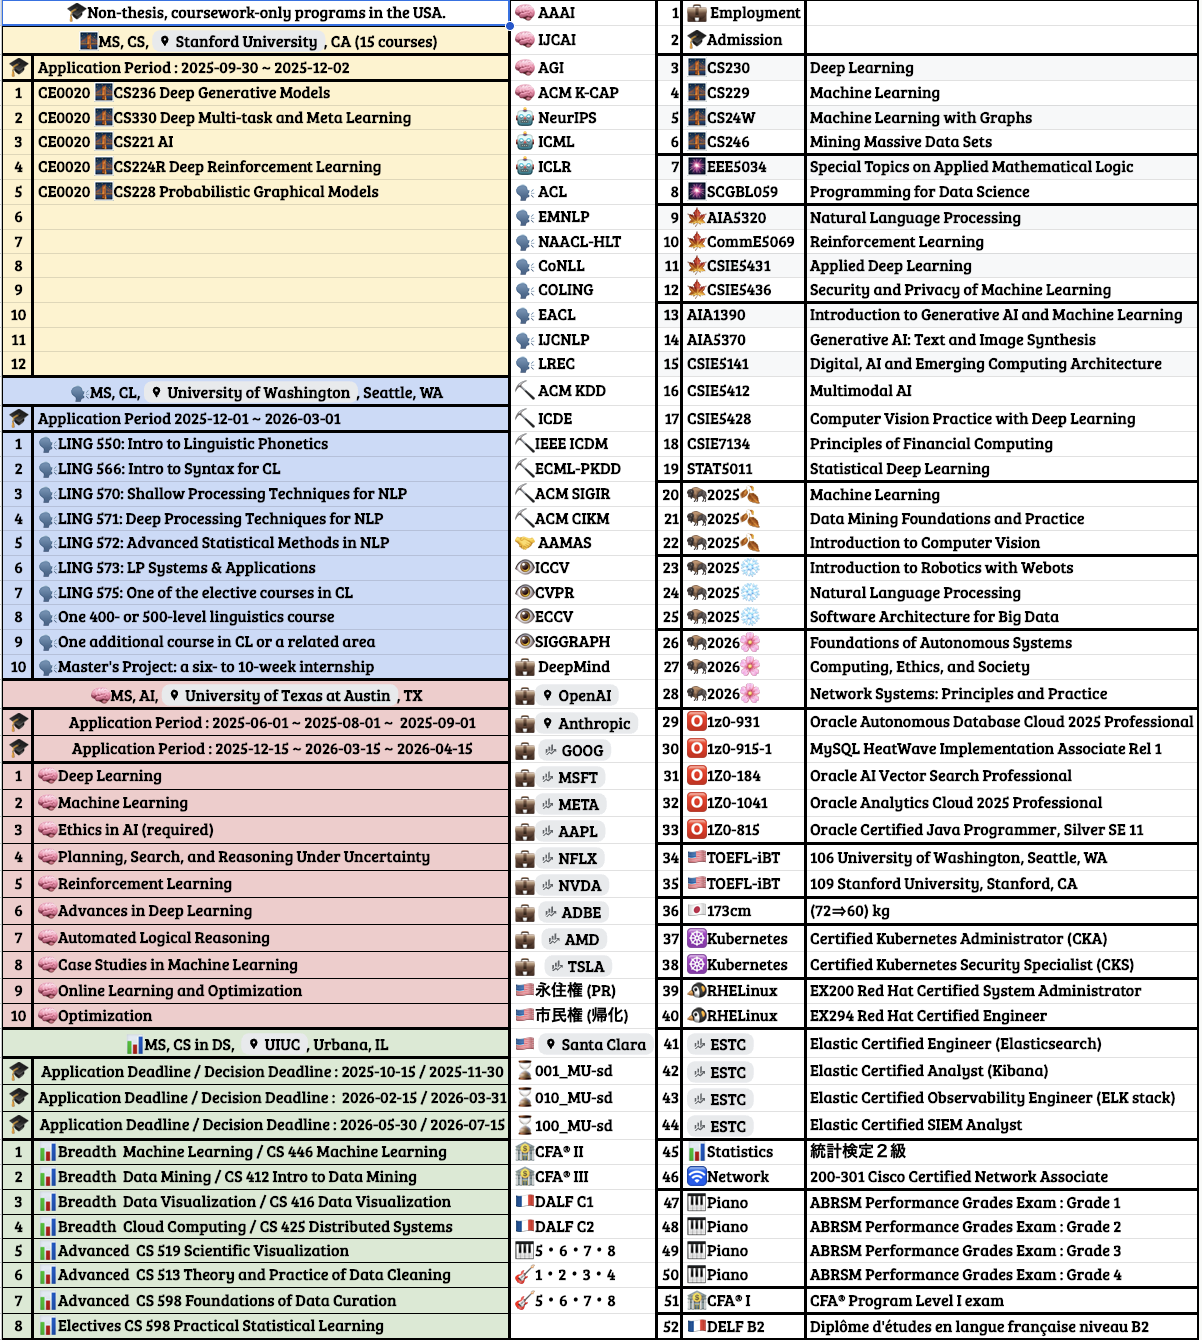 Non-thesis, coursework-only programs in the USA.
MS, CS, Stanford University , CA (15 courses)
Application Period : 2025-09-30 ~ 2025-12-02
1 CE0020 CS236 Deep Generative Models
2 CE0020 CS330 Deep Multi-task and Meta Learning
3 CE0020 CS221 AI
4 CE0020 CS224R Deep Reinforcement Learning
5 CE0020 CS228 Probabilistic Graphical Models
6
7
8
9
10
11
12
MS, CL, University of Washington , Seattle, WA
Application Period 2025-12-01 ~ 2026-03-01
1 LING 550: Intro to Linguistic Phonetics
2 LING 566: Intro to Syntax for CL
3 LING 570: Shallow Processing Techniques for NLP
4 LING 571: Deep Processing Techniques for NLP
5 LING 572: Advanced Statistical Methods in NLP
6 LING 573: LP Systems & Applications
7 LING 575: One of the elective courses in CL
8 One 400- or 500-level linguistics course
9 One additional course in CL or a related area
10 Master's Project: a six- to 10-week internship
MS, AI, University of Texas at Austin , TX
Application Period : 2025-06-01 ~ 2025-08-01 ~ 2025-09-01
Application Period : 2025-12-15 ~ 2026-03-15 ~ 2026-04-15
1 Deep Learning
2 Machine Learning
3 Ethics in AI (required)
4 Planning, Search, and Reasoning Under Uncertainty
5 Reinforcement Learning
6 Advances in Deep Learning
7 Automated Logical Reasoning
8 Case Studies in Machine Learning
9 Online Learning and Optimization
10 Optimization
MS, CS in DS, UIUC , Urbana, IL
Application Deadline / Decision Deadline : 2025-10-15 / 2025-11-30
Application Deadline / Decision Deadline : 2026-02-15 / 2026-03-31
Application Deadline / Decision Deadline : 2026-05-30 / 2026-07-15
1 Breadth Machine Learning / CS 446 Machine Learning
2 Breadth Data Mining / CS 412 Intro to Data Mining
3 Breadth Data Visualization / CS 416 Data Visualization
4 Breadth Cloud Computing / CS 425 Distributed Systems
5 Advanced CS 519 Scientific Visualization
6 Advanced CS 513 Theory and Practice of Data Cleaning
7 Advanced CS 598 Foundations of Data Curation
8 Electives CS 598 Practical Statistical Learning
AAAI
IJCAI
AGI
ACM K-CAP
NeurIPS
ICML
ICLR
ACL
EMNLP
NAACL-HLT
CoNLL
COLING
EACL
IJCNLP
LREC
ACM KDD
ICDE
IEEE ICDM
ECML-PKDD
ACM SIGIR
ACM CIKM
AAMAS
ICCV
CVPR
ECCV
SIGGRAPH
DeepMind
OpenAI
Anthropic
GOOG
MSFT
META
AAPL
NFLX
NVDA
ADBE
AMD
TSLA
永住権 (PR)
市民権 (帰化)
Santa Clara
001_MU-sd
010_MU-sd
100_MU-sd
CFA® II
CFA® III
DALF C1
DALF C2
5・6・7・8
1・2・3・4
5・6・7・8
1 Employment
2 Admission
3 CS230 Deep Learning
4 CS229 Machine Learning
5 CS24W Machine Learning with Graphs
6 CS246 Mining Massive Data Sets
7 EEE5034 Special Topics on Applied Mathematical Logic
8 SCGBL059 Programming for Data Science
9 AIA5320 Natural Language Processing
10 CommE5069 Reinforcement Learning
11 CSIE5431 Applied Deep Learning
12 CSIE5436 Security and Privacy of Machine Learning
13 AIA1390 Introduction to Generative AI and Machine Learning
14 AIA5370 Generative AI: Text and Image Synthesis
15 CSIE5141 Digital, AI and Emerging Computing Architecture
16 CSIE5412 Multimodal AI
17 CSIE5428 Computer Vision Practice with Deep Learning
18 CSIE7134 Principles of Financial Computing
19 STAT5011 Statistical Deep Learning
20 2025 Machine Learning
21 2025 Data Mining Foundations and Practice
22 2025 Introduction to Computer Vision
23 2025 Introduction to Robotics with Webots
24 2025 Natural Language Processing
25 2025 Software Architecture for Big Data
26 2026 Foundations of Autonomous Systems
27 2026 Computing, Ethics, and Society
28 2026 Network Systems: Principles and Practice
29 1z0-931 Oracle Autonomous Database Cloud 2025 Professional
30 1z0-915-1 MySQL HeatWave Implementation Associate Rel 1
31 1Z0-184 Oracle AI Vector Search Professional
32 1Z0-1041 Oracle Analytics Cloud 2025 Professional
33 1Z0-815 Oracle Certified Java Programmer, Silver SE 11
34 TOEFL-iBT 106 University of Washington, Seattle, WA
35 TOEFL-iBT 109 Stanford University, Stanford, CA
36 173cm (72⇒60) kg
37 Kubernetes Certified Kubernetes Administrator (CKA)
38 Kubernetes Certified Kubernetes Security Specialist (CKS)
39 RHELinux EX200 Red Hat Certified System Administrator
40 RHELinux EX294 Red Hat Certified Engineer
41 ESTC Elastic Certified Engineer (Elasticsearch)
42 ESTC Elastic Certified Analyst (Kibana)
43 ESTC Elastic Certified Observability Engineer (ELK stack)
44 ESTC Elastic Certified SIEM Analyst
45 Statistics 統計検定２級
46 Network 200-301 Cisco Certified Network Associate
47 Piano ABRSM Performance Grades Exam : Grade 1
48 Piano ABRSM Performance Grades Exam : Grade 2
49 Piano ABRSM Performance Grades Exam : Grade 3
50 Piano ABRSM Performance Grades Exam : Grade 4
51 CFA® I CFA® Program Level I exam
52 DELF B2 Diplôme d'études en langue française niveau B2